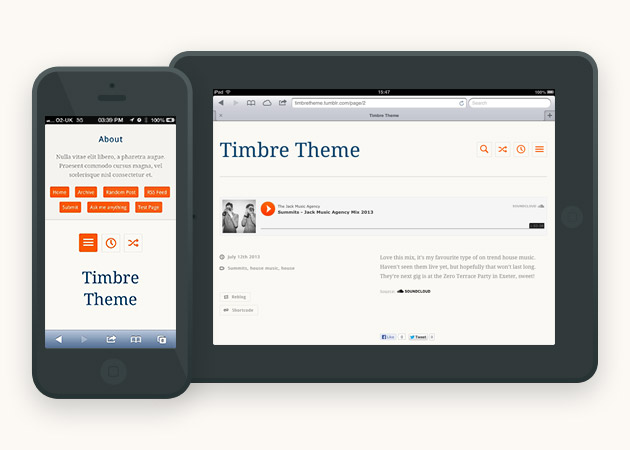 O2-UK 3G 03:39 PM 100%
About
Nulla vitae elit libero, a pharetra augue.
Praesent commodo cursus magna, vel
scelerisque nisl consectetur et.
Home Archive Random Post RSS Feed
Submit Ask me anything Test Page
Timbre
Theme
iPad 15:47 100%
timbretheme.tumblr.com/page/2 Search
Timbre Theme
Timbre Theme
The Jack Music Agency
Summits - Jack Music Agency Mix 2013
SOUNDCLOUD
July 13th 2013
Summits, house music, house
Reblog
Shortcode
Love this mix, it's my favourite type of on trend house music.
Haven't seen them live yet, but hopefully that won't last long.
They're next gig is at the Zero Terrace Party in Exeter, sweet!
Source: SOUNDCLOUD
Like 0 Tweet 0